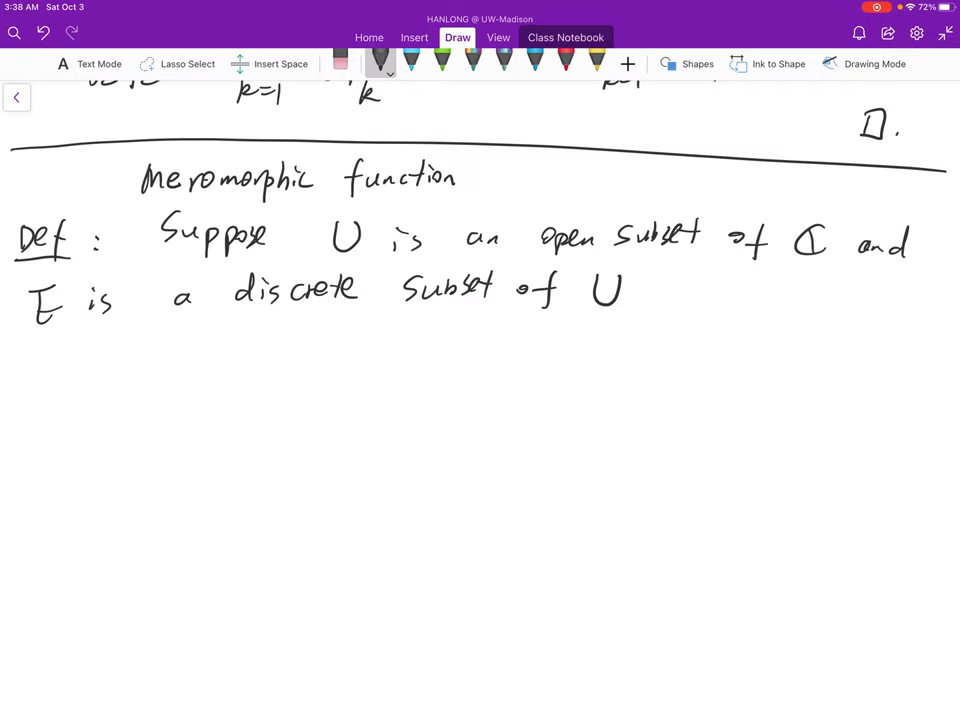 3:38 AM Sat Oct 3
72%
HANLONG @ UW-Madison
Home Insert Draw View Class Notebook
Text Mode Lasso Select Insert Space Shapes Ink to Shape Drawing Mode
k=1 k
□.
Meromorphic function
Def: Suppose U is an open subset of ℂ and
E is a discrete subset of U